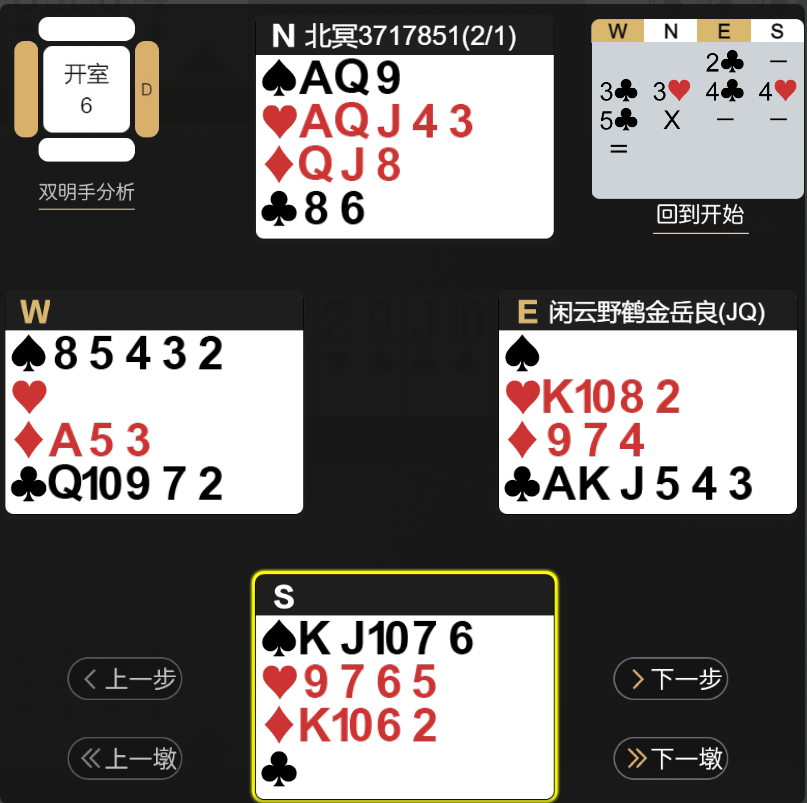 开室
6
D
双明手分析
N 北冥3717851(2/1)
♠AQ9
♥AQJ43
♦QJ8
♣86
W N E S
2♣ –
3♣ 3♥ 4♣ 4♥
5♣ X – –
=
回到开始
W
♠85432
♥
♦A53
♣Q10972
E 闲云野鹤金岳良(JQ)
♠
♥K1082
♦974
♣AKJ543
S
♠KJ1076
♥9765
♦K1062
♣
上一步
下一步
上一墩
下一墩